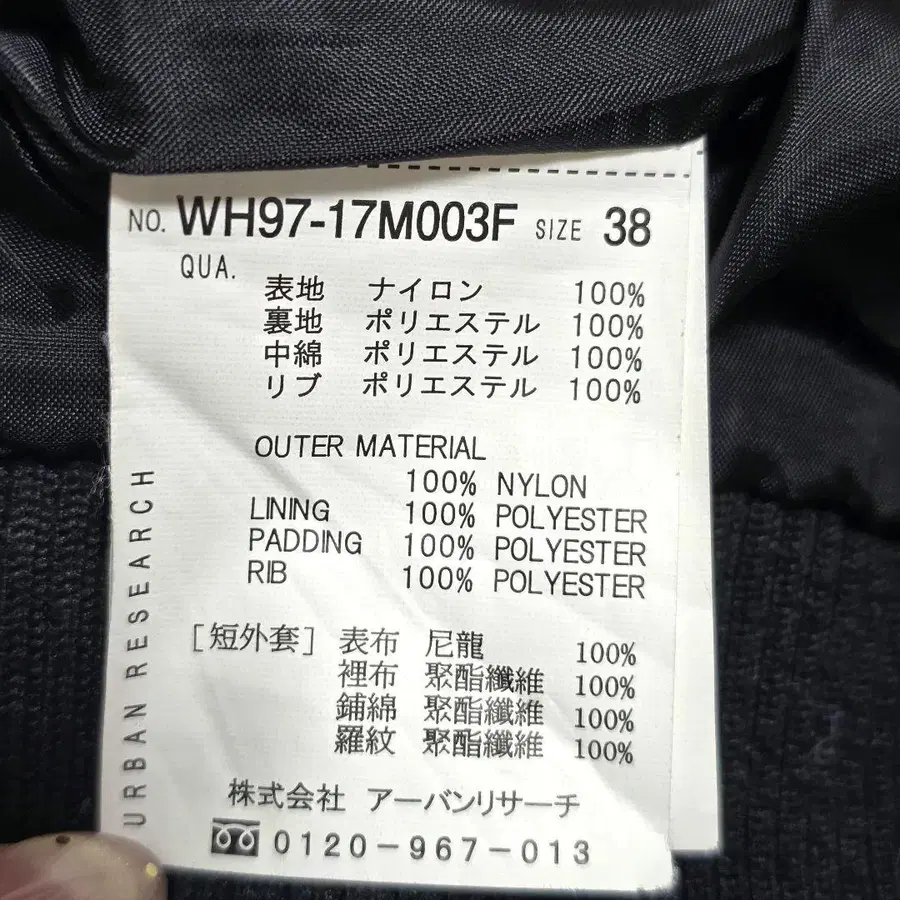 NO. WH97-17M003F SIZE 38
QUA.
表地 ナイロン 100%
裏地 ポリエステル 100%
中綿 ポリエステル 100%
リブ ポリエステル 100%
OUTER MATERIAL
100% NYLON
LINING 100% POLYESTER
PADDING 100% POLYESTER
RIB 100% POLYESTER
[短外套] 表布 尼龍 100%
裡布 聚酯纖維 100%
鋪綿 聚酯纖維 100%
羅紋 聚酯纖維 100%
株式会社 アーバンリサーチ
0120-967-013
URBAN RESEARCH